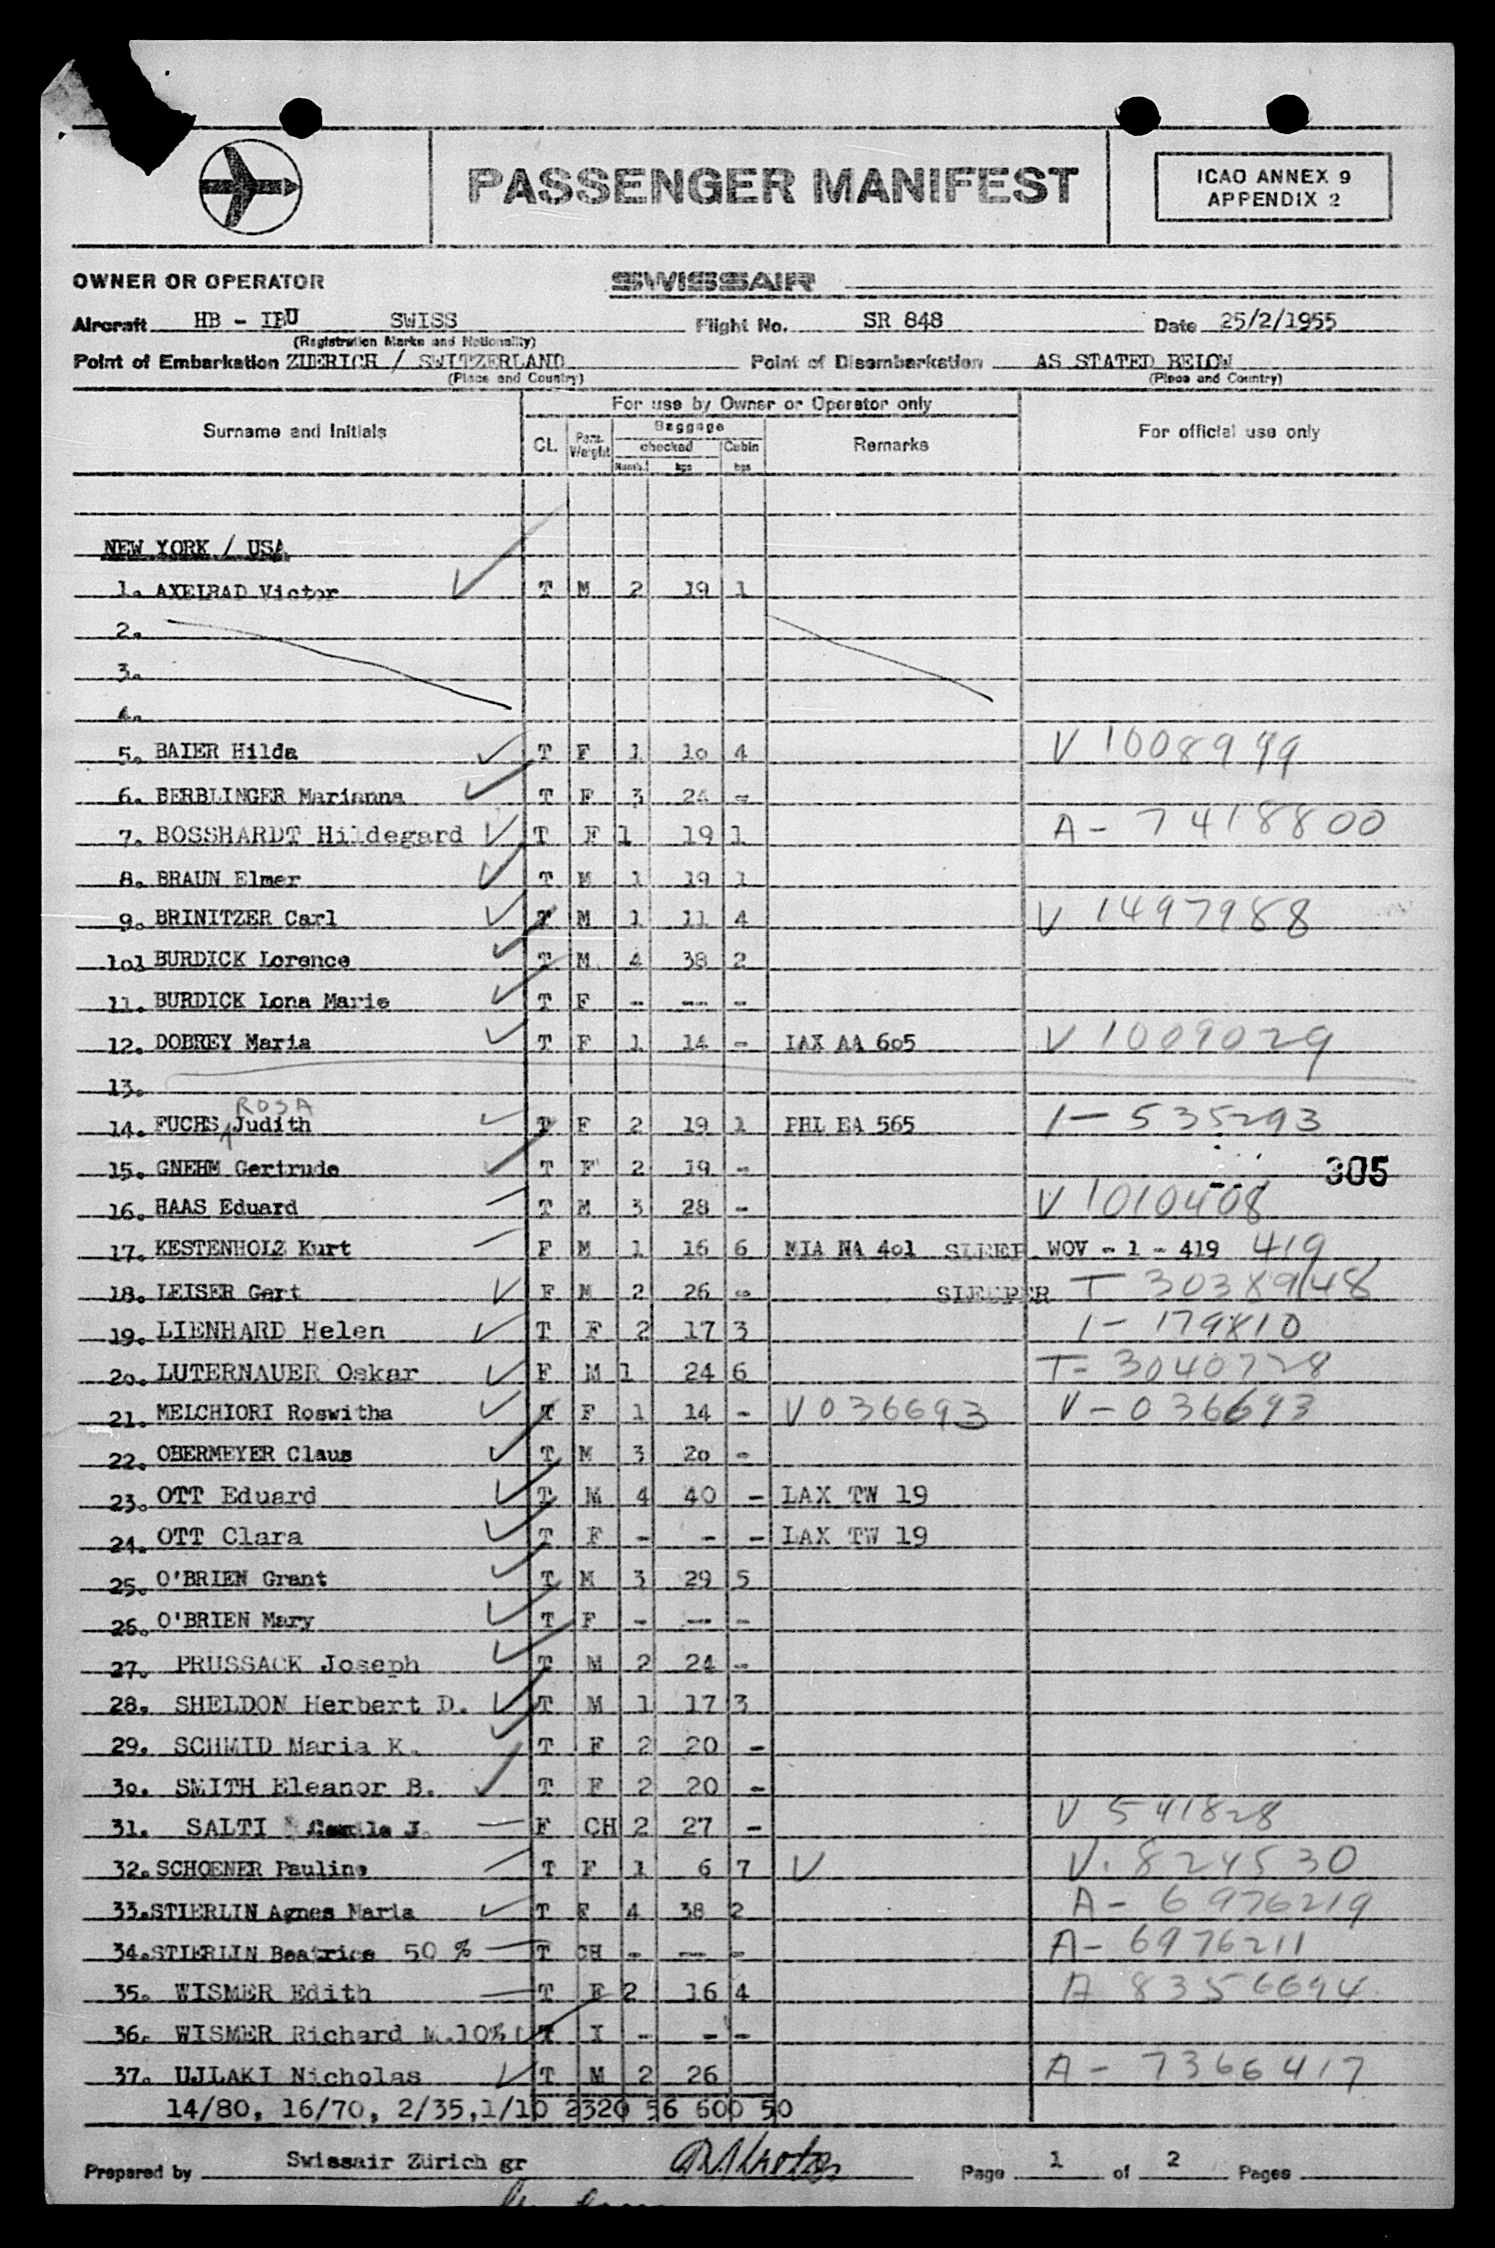 PASSENGER MANIFEST
ICAO ANNEX 9
APPENDIX 2
OWNER OR OPERATOR SWISSAIR
Aircraft HB - IBU SWISS Flight No. SR 848 Date 25/2/1955
(Registration Marks and Nationality)
Point of Embarkation ZUERICH / SWITZERLAND Point of Disembarkation AS STATED BELOW
(Place and Country) (Place and Country)
For use by Owner or Operator only
Surname and Initials CL. Pers. Weight Baggage checked Numb. kgs Cabin kgs Remarks For official use only
NEW YORK / USA
1. AXELRAD Victor T M 2 19 1
2.
3.
4.
5. BAIER Hilda T F 1 10 4 V 1008999
6. BERBLINGER Marianna T F 3 24 -
7. BOSSHARDT Hildegard T F 1 19 1 A - 7418800
8. BRAUN Elmer T M 1 19 1
9. BRINITZER Carl T M 1 11 4 V 1497988
lol BURDICK Lorence T M 4 38 2
11. BURDICK Lona Marie T F - -- -
12. DOBREY Maria T F 1 14 - LAX AA 605 V 1009029
13.
ROSA
14. FUCHS Judith T F 2 19 1 PHL EA 565 1 - 535293
15. GNEHM Gertrude T F 2 19 -
305
16. HAAS Eduard T M 3 28 - V 1010408
17. KESTENHOLZ Kurt F M 1 16 6 MIA NA 401 SLEEP WOV - 1 - 419 419
18. LEISER Gert F M 2 26 - SLEEPER T 3038948
19. LIENHARD Helen T F 2 17 3 1 - 179810
20. LUTERNAUER Oskar F M 1 24 6 T - 3040728
21. MELCHIORI Roswitha T F 1 14 - V 036693 V - 036693
22. OBERMEYER Claus T M 3 20 -
23. OTT Eduard T M 4 40 - LAX TW 19
24. OTT Clara T F - - - LAX TW 19
25. O'BRIEN Grant T M 3 29 5
26. O'BRIEN Mary T F - -- -
27. PRUSSACK Joseph T M 2 24 -
28. SHELDON Herbert D. T M 1 17 3
29. SCHMID Maria K. T F 2 20 -
30. SMITH Eleanor B. T F 2 20 -
31. SALTI Camile J. F CH 2 27 - V 541828
32. SCHOENER Pauline T F 1 6 7 V V. 824530
33. STIERLIN Agnes Maria T F 4 38 2 A - 6976219
34. STIERLIN Beatrice 50 % T CH - -- - A - 6976211
35. WISMER Edith T F 2 16 4 A 8356694
36. WISMER Richard M. 10% T I - - -
37. UJLAKI Nicholas T M 2 26 A - 7366417
14/80, 16/70, 2/35, 1/10 2320 56 600 50
Prepared by Swissair Zürich gr Page 1 of 2 Pages